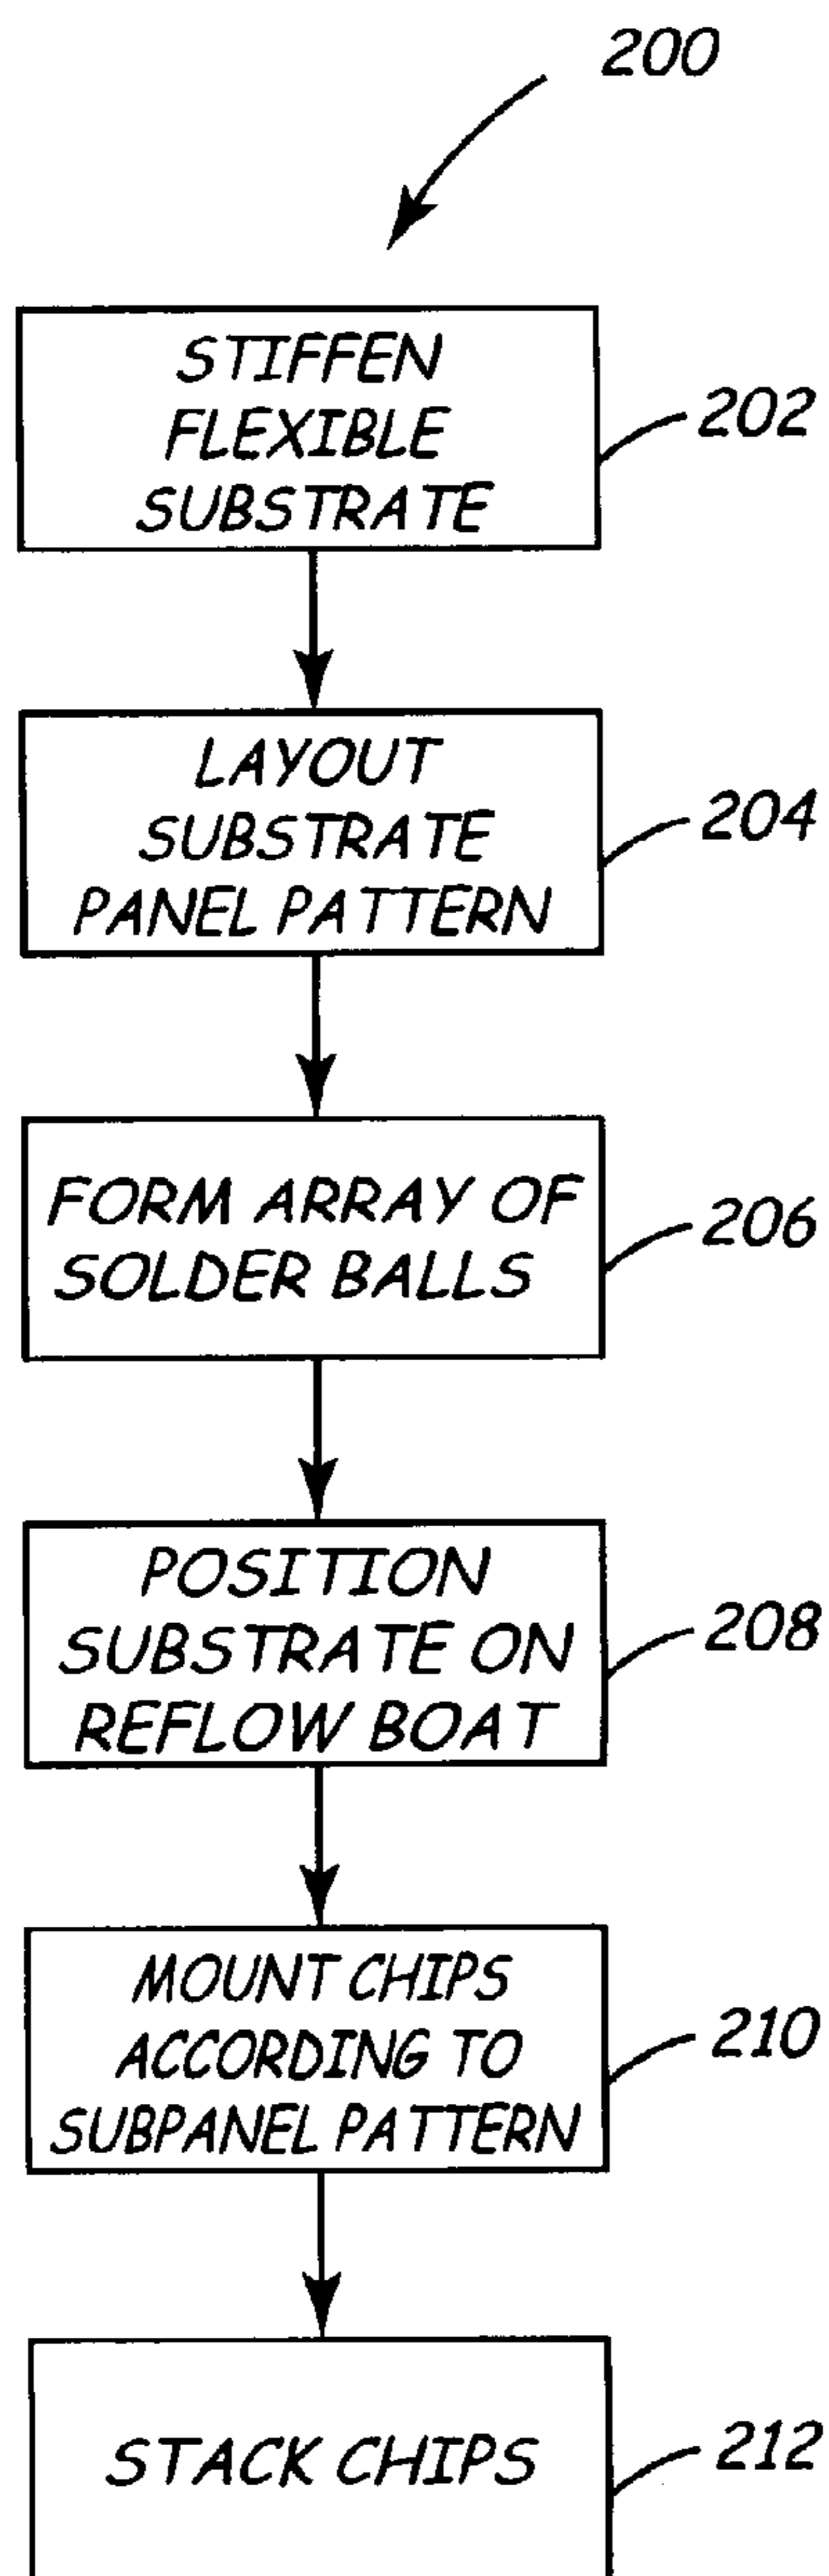 200
STIFFEN
FLEXIBLE
SUBSTRATE
202
LAYOUT
SUBSTRATE
PANEL PATTERN
204
FORM ARRAY OF
SOLDER BALLS
206
POSITION
SUBSTRATE ON
REFLOW BOAT
208
MOUNT CHIPS
ACCORDING TO
SUBPANEL PATTERN
210
STACK CHIPS
212